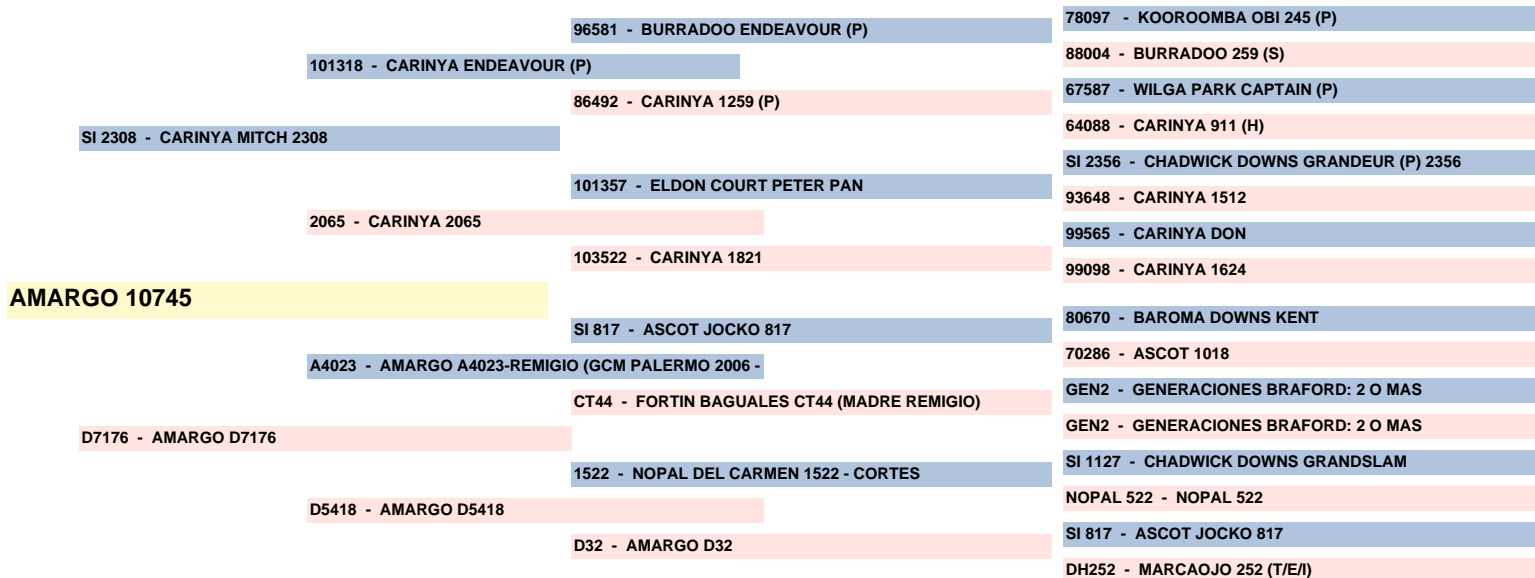 78097 - KOOROOMBA OBI 245 (P)
96581 - BURRADOO ENDEAVOUR (P)
88004 - BURRADOO 259 (S)
101318 - CARINYA ENDEAVOUR (P)
67587 - WILGA PARK CAPTAIN (P)
86492 - CARINYA 1259 (P)
64088 - CARINYA 911 (H)
SI 2308 - CARINYA MITCH 2308
SI 2356 - CHADWICK DOWNS GRANDEUR (P) 2356
101357 - ELDON COURT PETER PAN
93648 - CARINYA 1512
2065 - CARINYA 2065
99565 - CARINYA DON
103522 - CARINYA 1821
99098 - CARINYA 1624
AMARGO 10745
80670 - BAROMA DOWNS KENT
SI 817 - ASCOT JOCKO 817
70286 - ASCOT 1018
A4023 - AMARGO A4023-REMIGIO (GCM PALERMO 2006 -
GEN2 - GENERACIONES BRAFORD: 2 O MAS
CT44 - FORTIN BAGUALES CT44 (MADRE REMIGIO)
GEN2 - GENERACIONES BRAFORD: 2 O MAS
D7176 - AMARGO D7176
SI 1127 - CHADWICK DOWNS GRANDSLAM
1522 - NOPAL DEL CARMEN 1522 - CORTES
NOPAL 522 - NOPAL 522
D5418 - AMARGO D5418
SI 817 - ASCOT JOCKO 817
D32 - AMARGO D32
DH252 - MARCAOJO 252 (T/E/I)